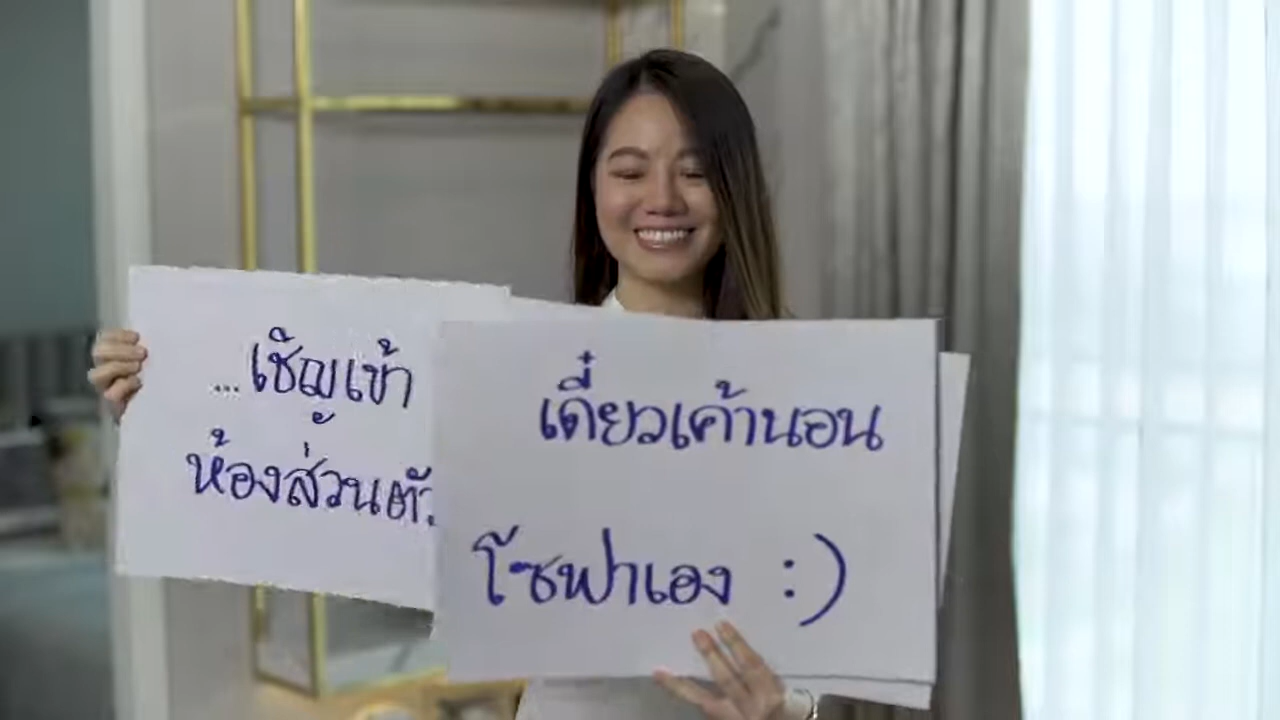 ...เชิญเข้า
ห้องส่วนตั
เดี๋ยวเค้านอน
โซฟาเอง :)